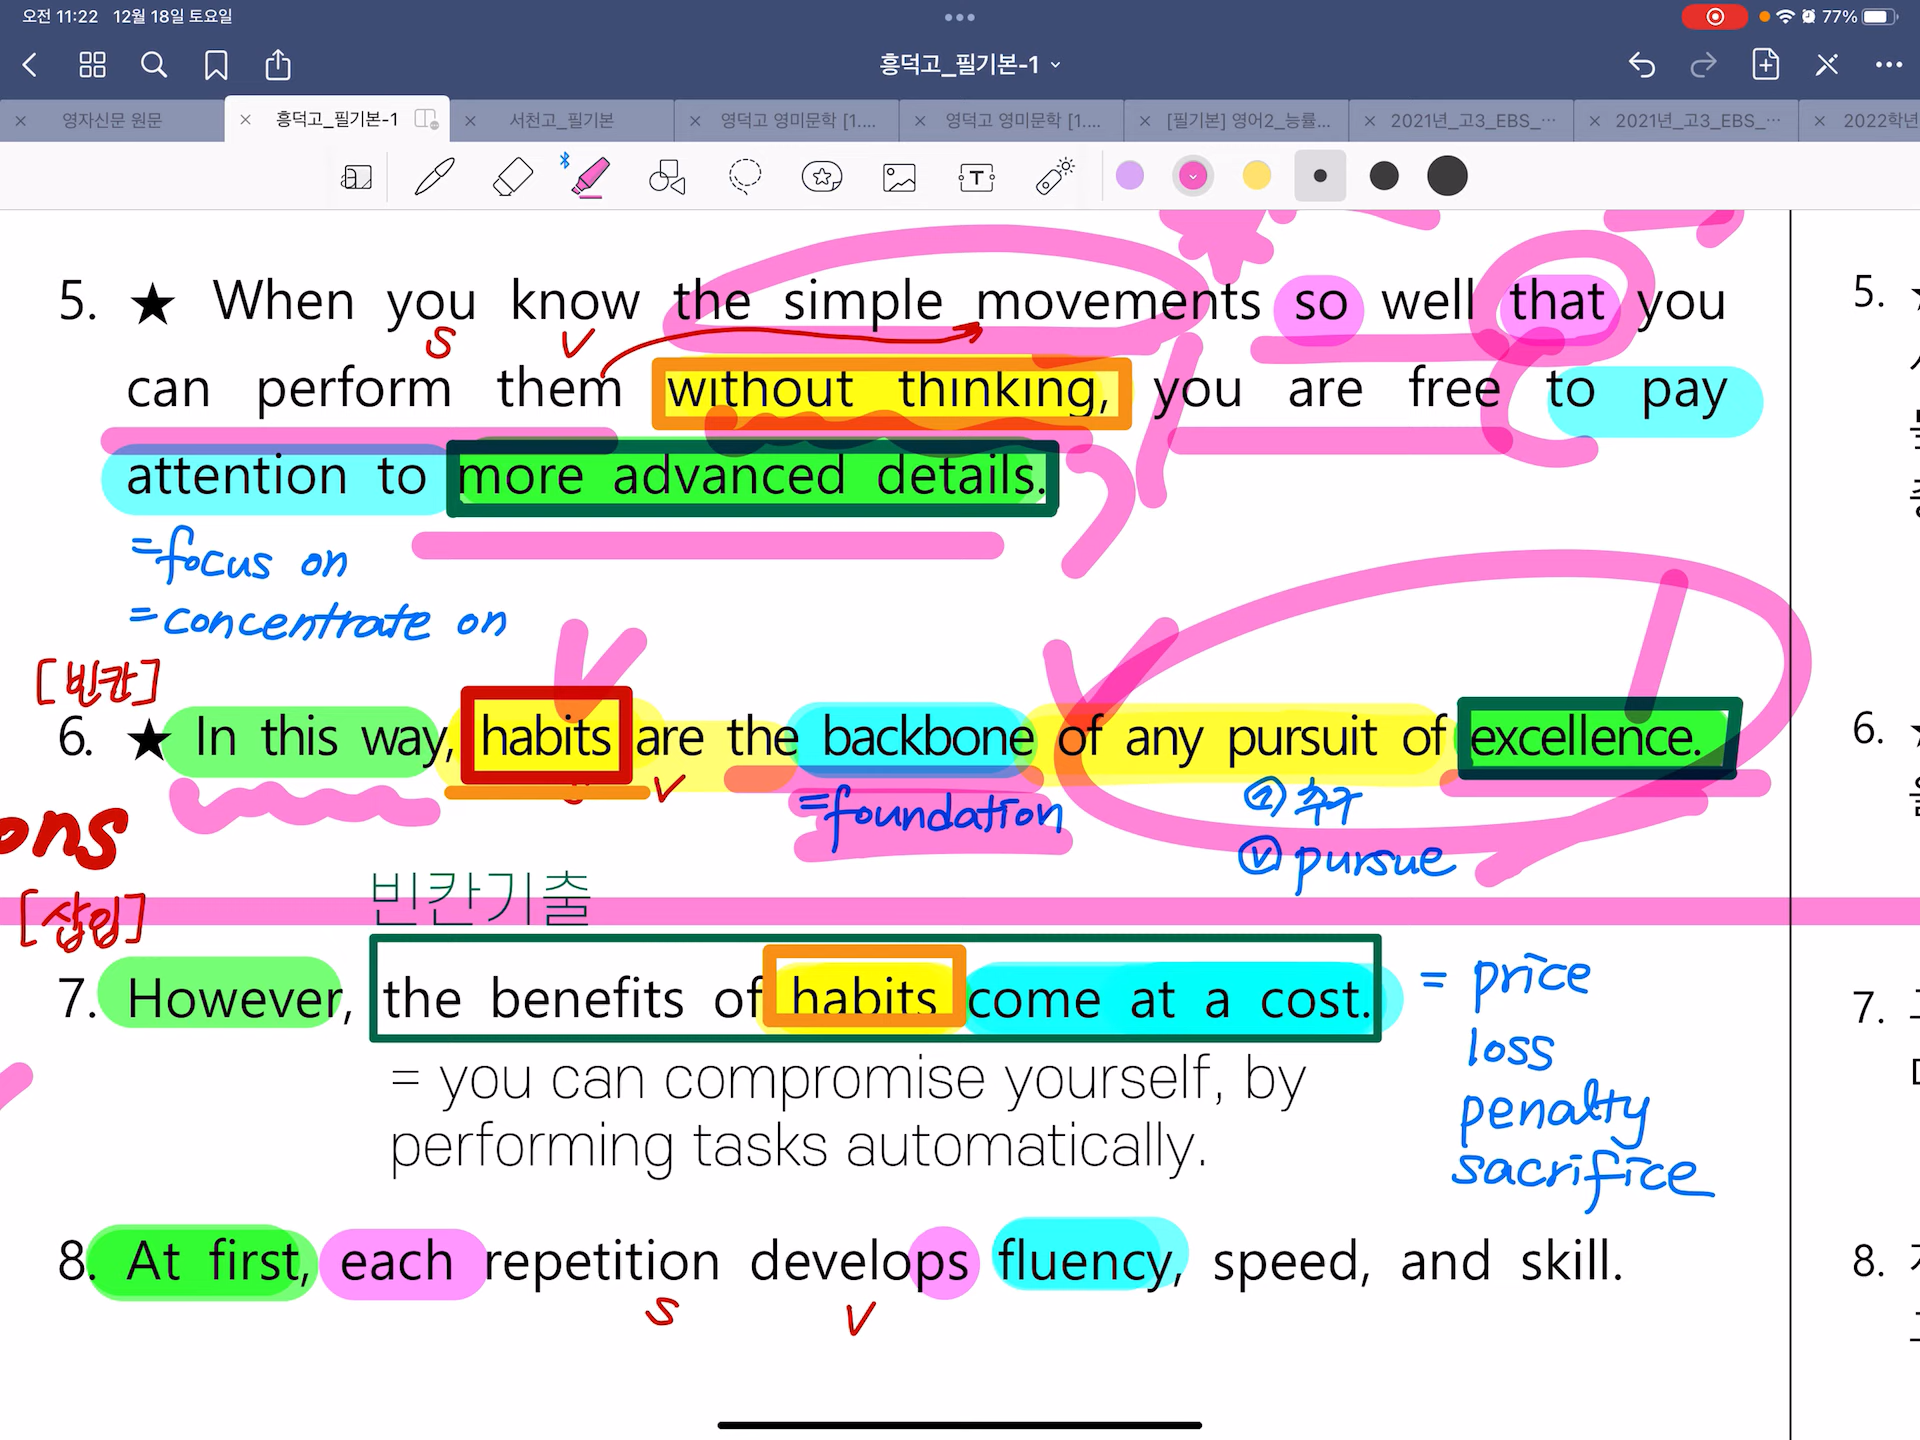 오전 11:22 12월 18일 토요일
77%
흥덕고_필기본-1
영자신문 원문
흥덕고_필기본-1
서천고_필기본
영덕고 영미문학 [1....
영덕고 영미문학 [1....
[필기본] 영어2_능률...
2021년_고3_EBS_...
2021년_고3_EBS_...
2022학년
5. ★ When you know the simple movements so well that you
S V
can perform them without thinking, you are free to pay
attention to more advanced details.
=focus on
=concentrate on
[빈칸]
6. ★ In this way, habits are the backbone of any pursuit of excellence.
V
=foundation
추구
ⓥ pursue
ons
[삽입]
빈칸기출
7. However, the benefits of habits come at a cost.
= price
loss
penalty
sacrifice
= you can compromise yourself, by
performing tasks automatically.
8. At first, each repetition develops fluency, speed, and skill.
S V
5.
6.
7.
8.